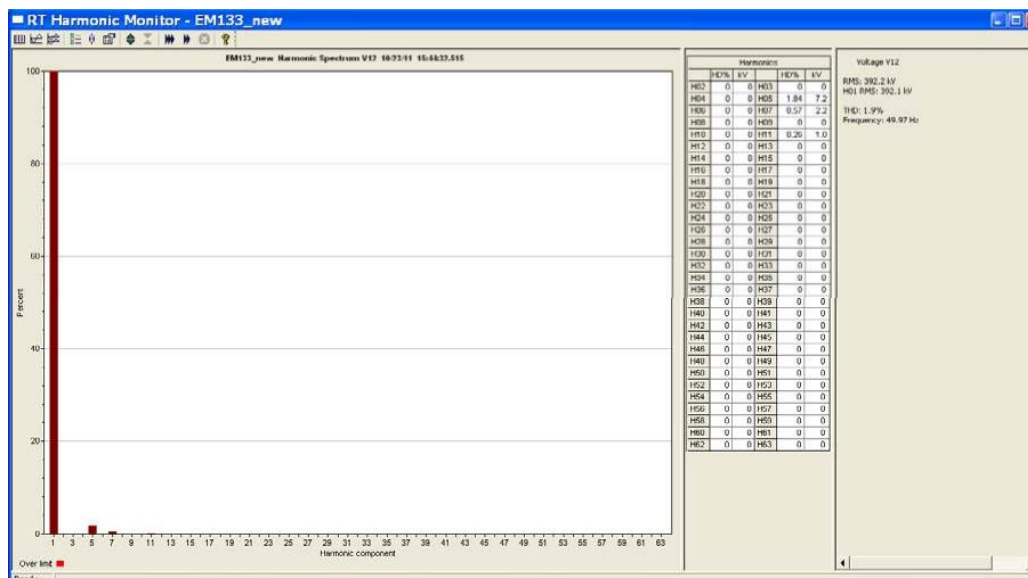 RT Harmonic Monitor - EM133_new
EM133_new Harmonic Spectrum V12
100
80
60
40
20
0
Percent
1 3 5 7 9 11 13 15 17 19 21 23 25 27 29 31 33 35 37 39 41 43 45 47 49 51 53 55 57 59 61 63
Harmonic component
Over limit
Harmonics
HD% kV HD% kV
H02 0 0 H03 0 0
H04 0 0 H05 1.84 7.2
H06 0 0 H07 0.57 2.2
H08 0 0 H09 0 0
H10 0 0 H11 0.26 1.0
H12 0 0 H13 0 0
H14 0 0 H15 0 0
H16 0 0 H17 0 0
H18 0 0 H19 0 0
H20 0 0 H21 0 0
H22 0 0 H23 0 0
H24 0 0 H25 0 0
H26 0 0 H27 0 0
H28 0 0 H29 0 0
H30 0 0 H31 0 0
H32 0 0 H33 0 0
H34 0 0 H35 0 0
H36 0 0 H37 0 0
H38 0 0 H39 0 0
H40 0 0 H41 0 0
H42 0 0 H43 0 0
H44 0 0 H45 0 0
H46 0 0 H47 0 0
H48 0 0 H49 0 0
H50 0 0 H51 0 0
H52 0 0 H53 0 0
H54 0 0 H55 0 0
H56 0 0 H57 0 0
H58 0 0 H59 0 0
H60 0 0 H61 0 0
H62 0 0 H63 0 0
Voltage V12
RMS: 392.2 kV
H01 RMS: 392.1 kV
THD: 1.9%
Frequency: 49.97 Hz